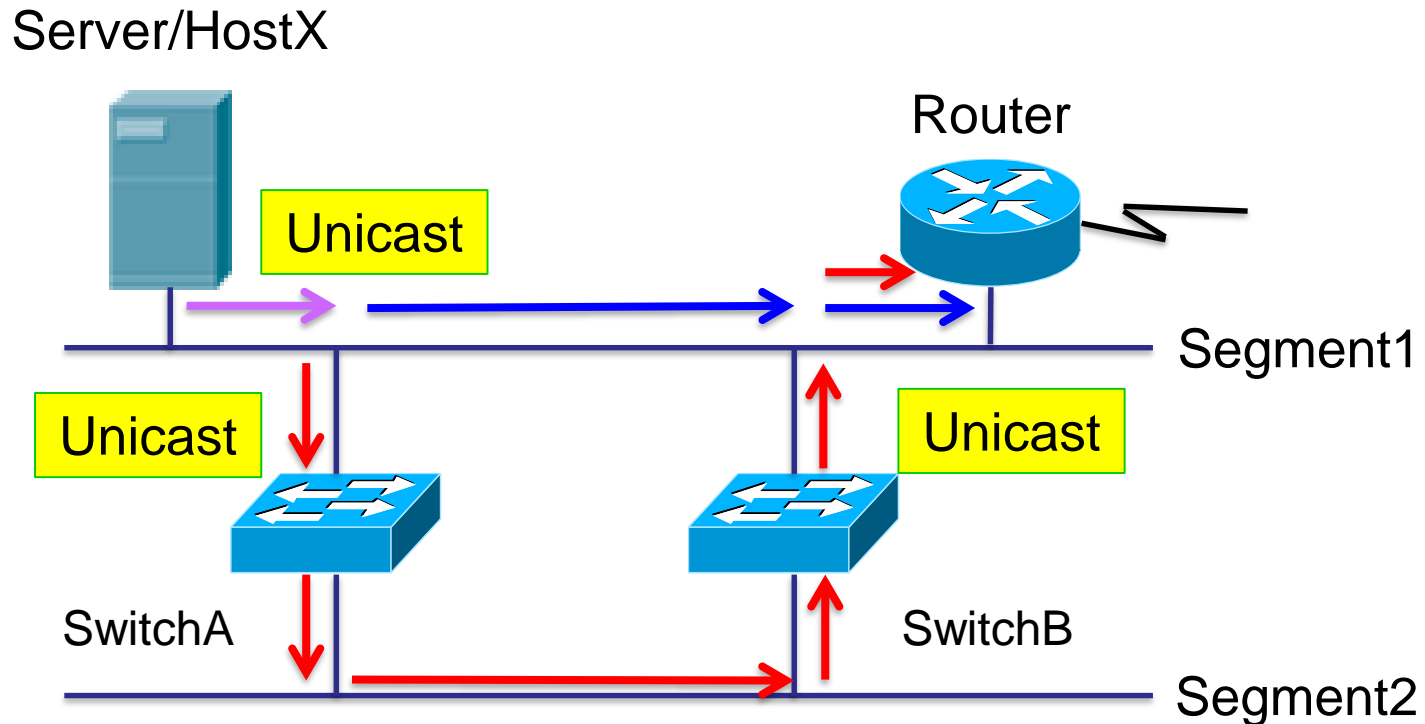 Server/HostX
Router
Unicast
Segment1
Unicast
Unicast
SwitchA
SwitchB
Segment2